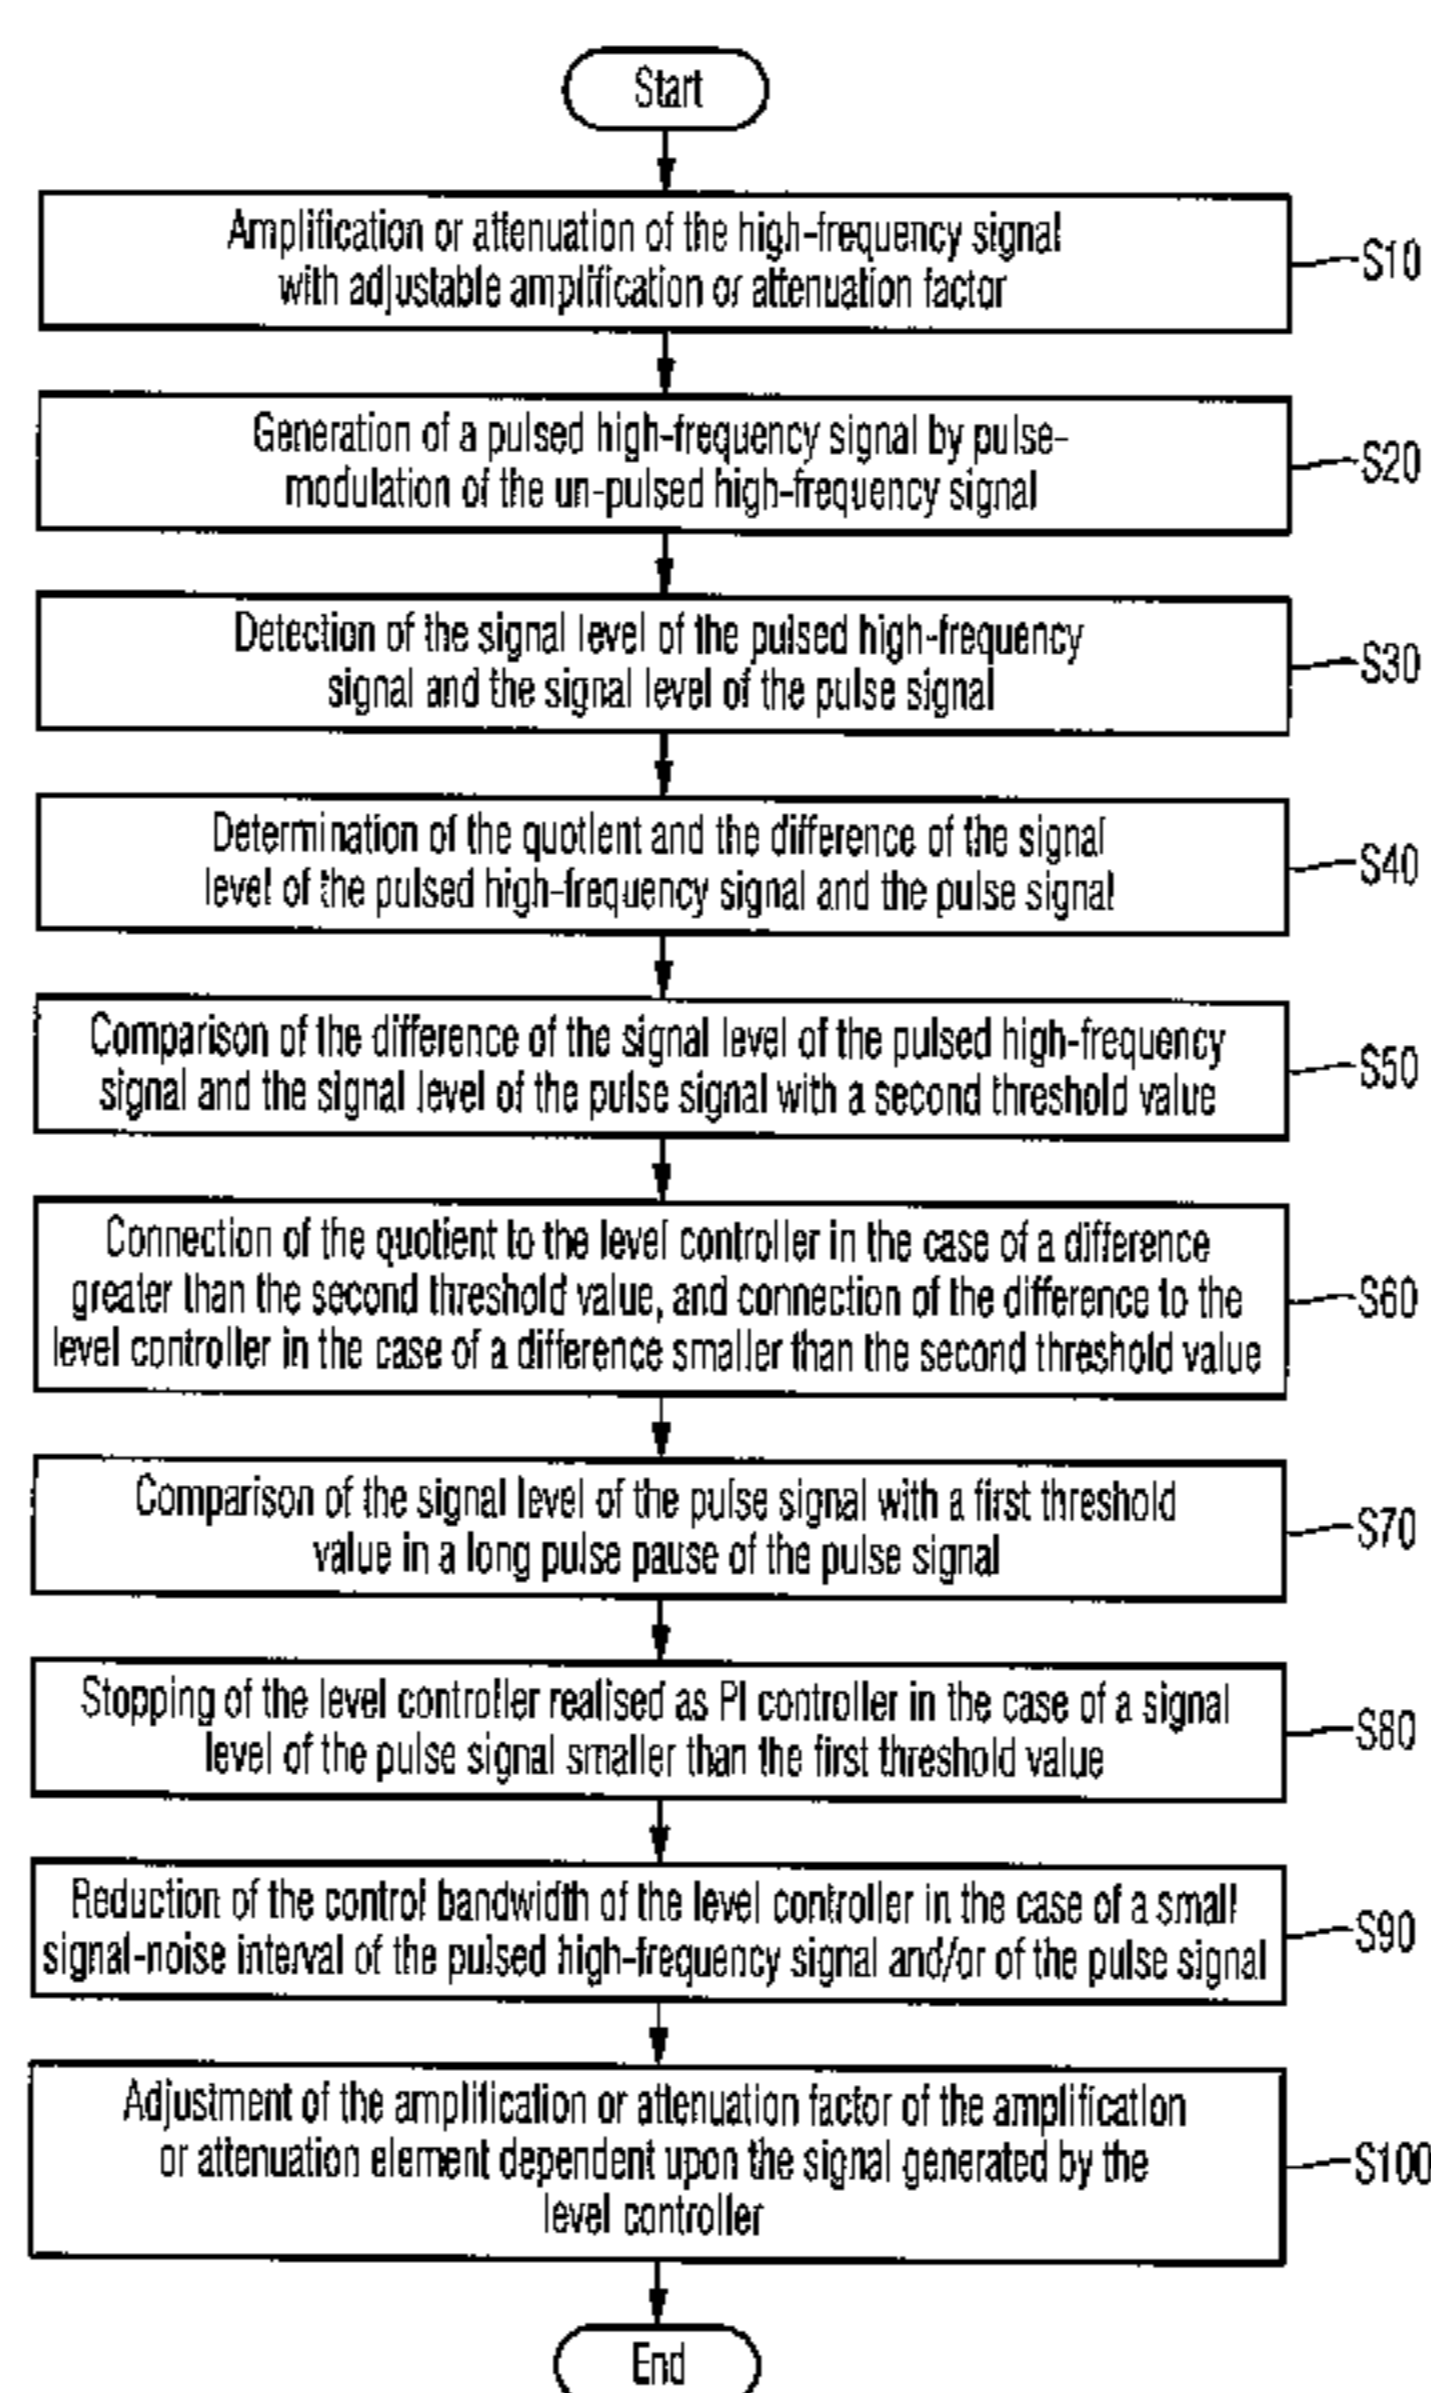 Start
Amplification or attenuation of the high-frequency signal
with adjustable amplification or attenuation factor
S10
Generation of a pulsed high-frequency signal by pulse-
modulation of the un-pulsed high-frequency signal
S20
Detection of the signal level of the pulsed high-frequency
signal and the signal level of the pulse signal
S30
Determination of the quotient and the difference of the signal
level of the pulsed high-frequency signal and the pulse signal
S40
Comparison of the difference of the signal level of the pulsed high-frequency
signal and the signal level of the pulse signal with a second threshold value
S50
Connection of the quotient to the level controller in the case of a difference
greater than the second threshold value, and connection of the difference to the
level controller in the case of a difference smaller than the second threshold value
S60
Comparison of the signal level of the pulse signal with a first threshold
value in a long pulse pause of the pulse signal
S70
Stopping of the level controller realised as PI controller in the case of a signal
level of the pulse signal smaller than the first threshold value
S80
Reduction of the control bandwidth of the level controller in the case of a small
signal-noise interval of the pulsed high-frequency signal and/or of the pulse signal
S90
Adjustment of the amplification or attenuation factor of the amplification
or attenuation element dependent upon the signal generated by the
level controller
S100
End